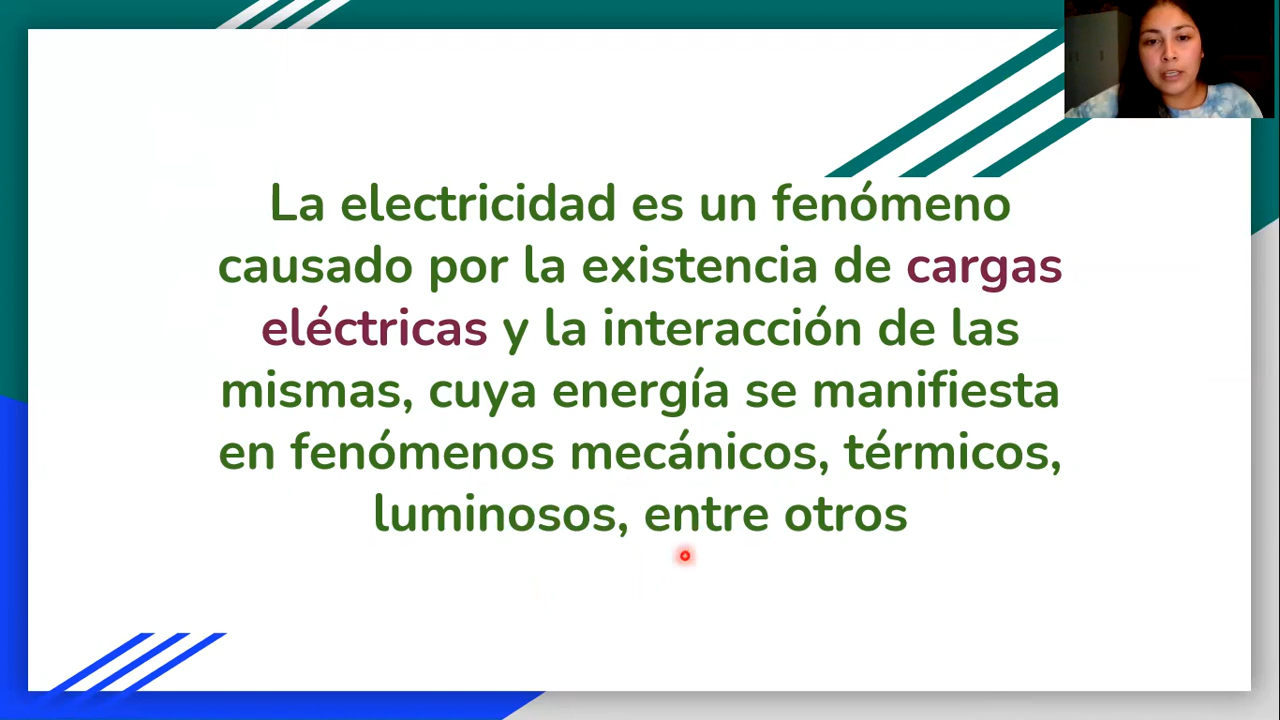 La electricidad es un fenómeno
causado por la existencia de cargas
eléctricas y la interacción de las
mismas, cuya energía se manifiesta
en fenómenos mecánicos, térmicos,
luminosos, entre otros